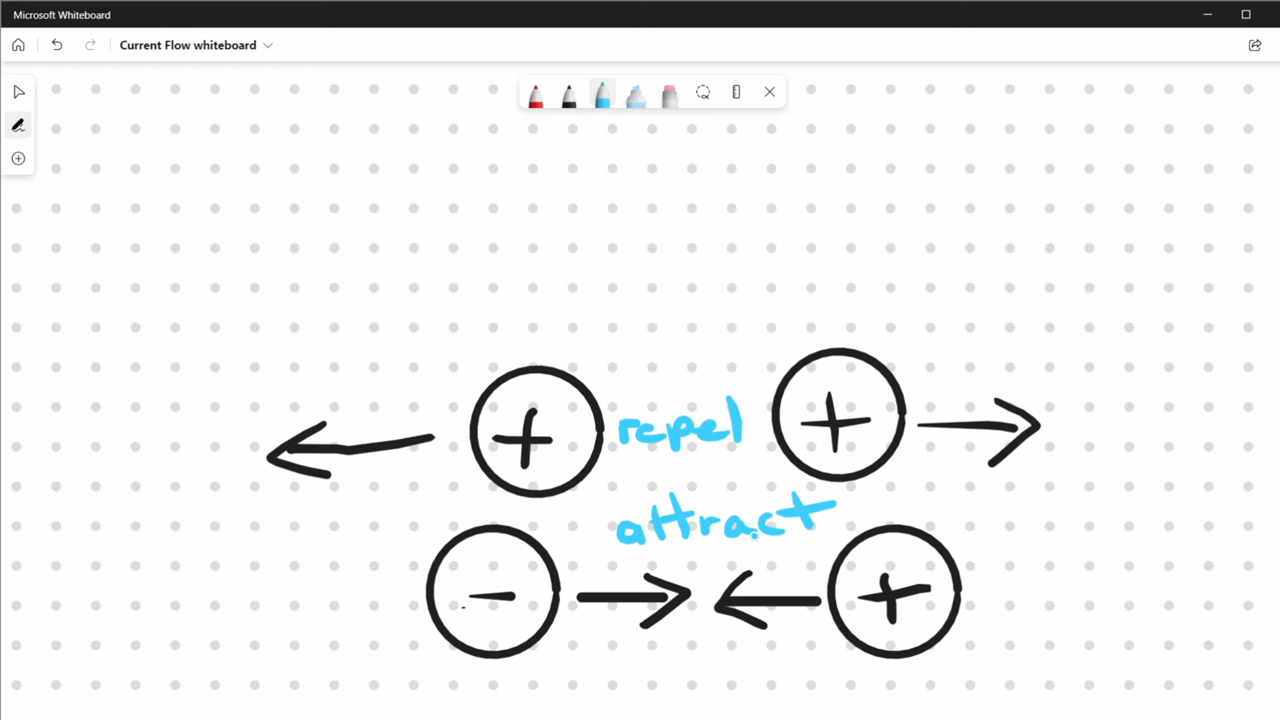 Microsoft Whiteboard
Current Flow whiteboard
+ repel +
attract
- +